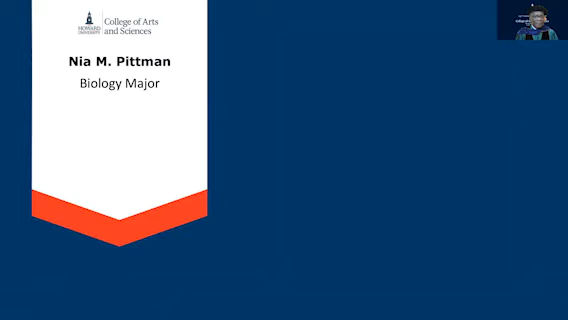 HOWARD
UNIVERSITY
College of Arts
and Sciences
Nia M. Pittman
Biology Major